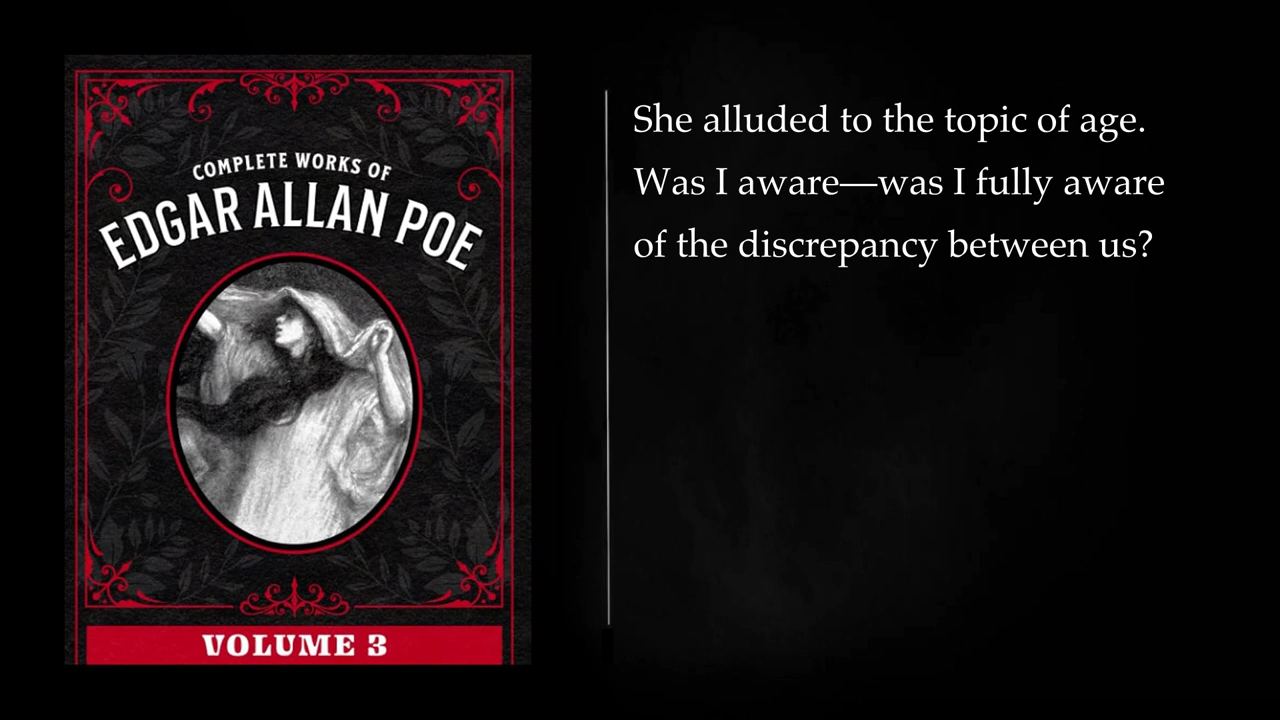 COMPLETE WORKS OF
EDGAR ALLAN POE
VOLUME 3
She alluded to the topic of age.
Was I aware—was I fully aware
of the discrepancy between us?